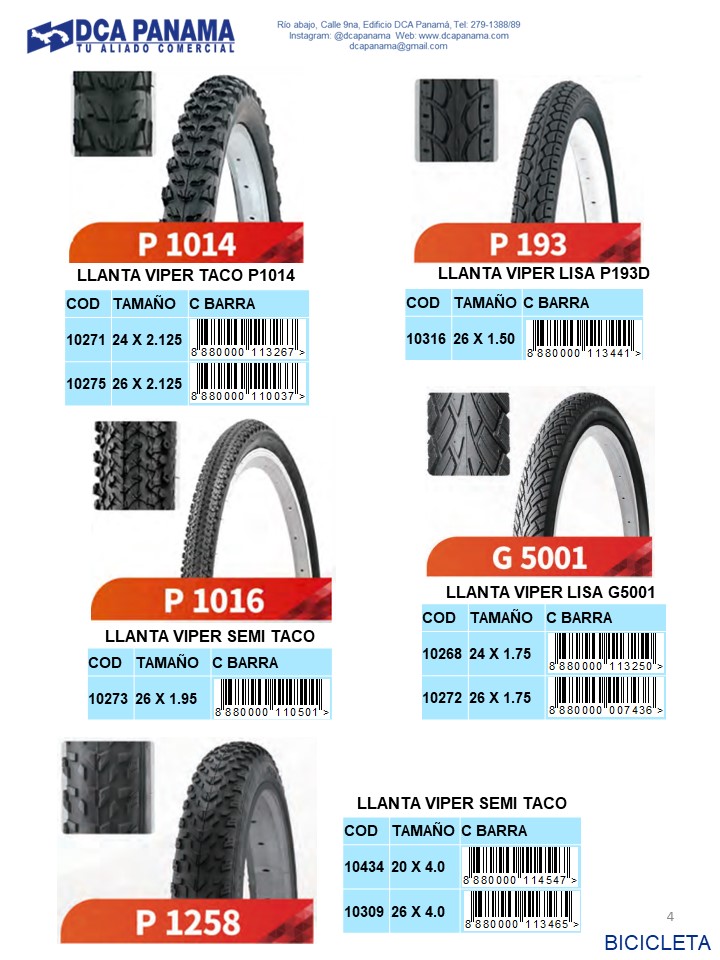 DCA PANAMA
TU ALIADO COMERCIAL
Río abajo, Calle 9na, Edificio DCA Panamá, Tel: 279-1388/89
Instagram: @dcapanama Web: www.dcapanama.com
dcapanama@gmail.com
P 1014
LLANTA VIPER TACO P1014
COD TAMAÑO C BARRA
10271 24 X 2.125 8 880000 113267 >
10275 26 X 2.125 8 880000 110037 >
P 193
LLANTA VIPER LISA P193D
COD TAMAÑO C BARRA
10316 26 X 1.50 8 880000 113441 >
P 1016
LLANTA VIPER SEMI TACO
COD TAMAÑO C BARRA
10273 26 X 1.95 8 880000 110501 >
G 5001
LLANTA VIPER LISA G5001
COD TAMAÑO C BARRA
10268 24 X 1.75 8 880000 113250 >
10272 26 X 1.75 8 880000 007436 >
P 1258
LLANTA VIPER SEMI TACO
COD TAMAÑO C BARRA
10434 20 X 4.0 8 880000 114547 >
10309 26 X 4.0 8 880000 113465 >
4
BICICLETA